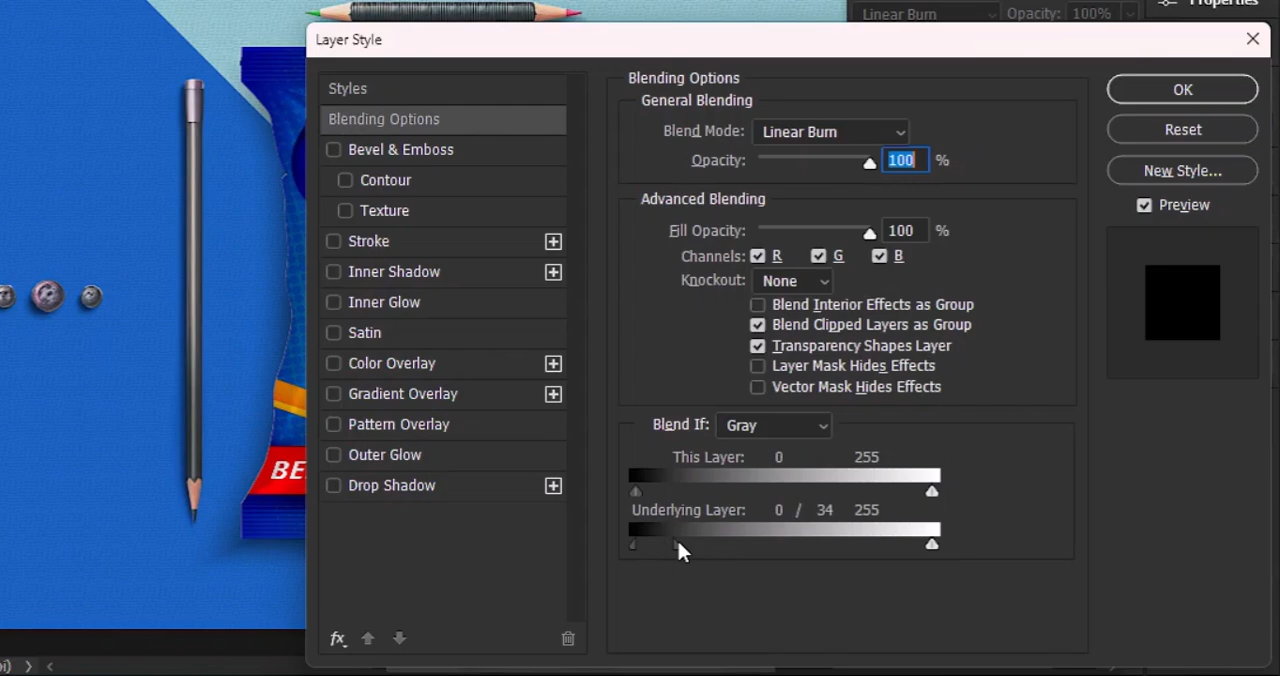 Linear Burn Opacity: 100% Properties
Layer Style
Styles
Blending Options
Bevel & Emboss
Contour
Texture
Stroke
Inner Shadow
Inner Glow
Satin
Color Overlay
Gradient Overlay
Pattern Overlay
Outer Glow
Drop Shadow
fx
Blending Options
General Blending
Blend Mode: Linear Burn
Opacity: 100 %
Advanced Blending
Fill Opacity: 100 %
Channels: R G B
Knockout: None
Blend Interior Effects as Group
Blend Clipped Layers as Group
Transparency Shapes Layer
Layer Mask Hides Effects
Vector Mask Hides Effects
Blend If: Gray
This Layer: 0 255
Underlying Layer: 0 / 34 255
OK
Reset
New Style...
Preview
BE